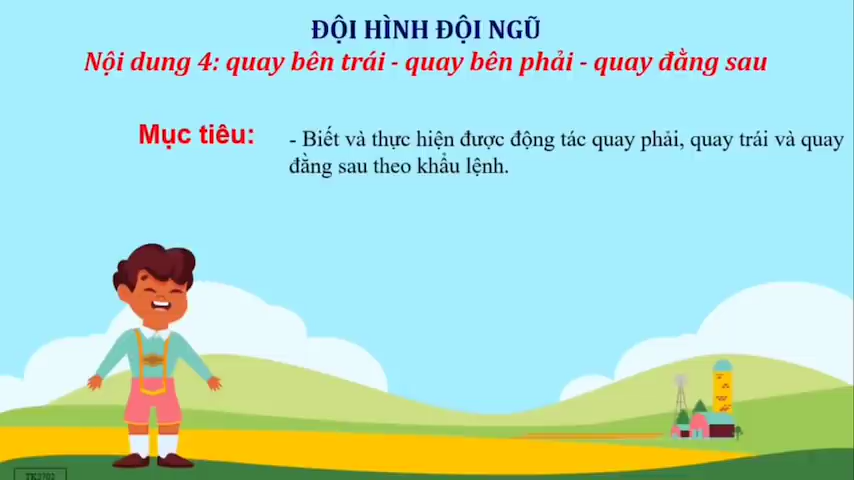 ĐỘI HÌNH ĐỘI NGŨ
Nội dung 4: quay bên trái - quay bên phải - quay đằng sau
Mục tiêu:
- Biết và thực hiện được động tác quay phải, quay trái và quay
đằng sau theo khẩu lệnh.